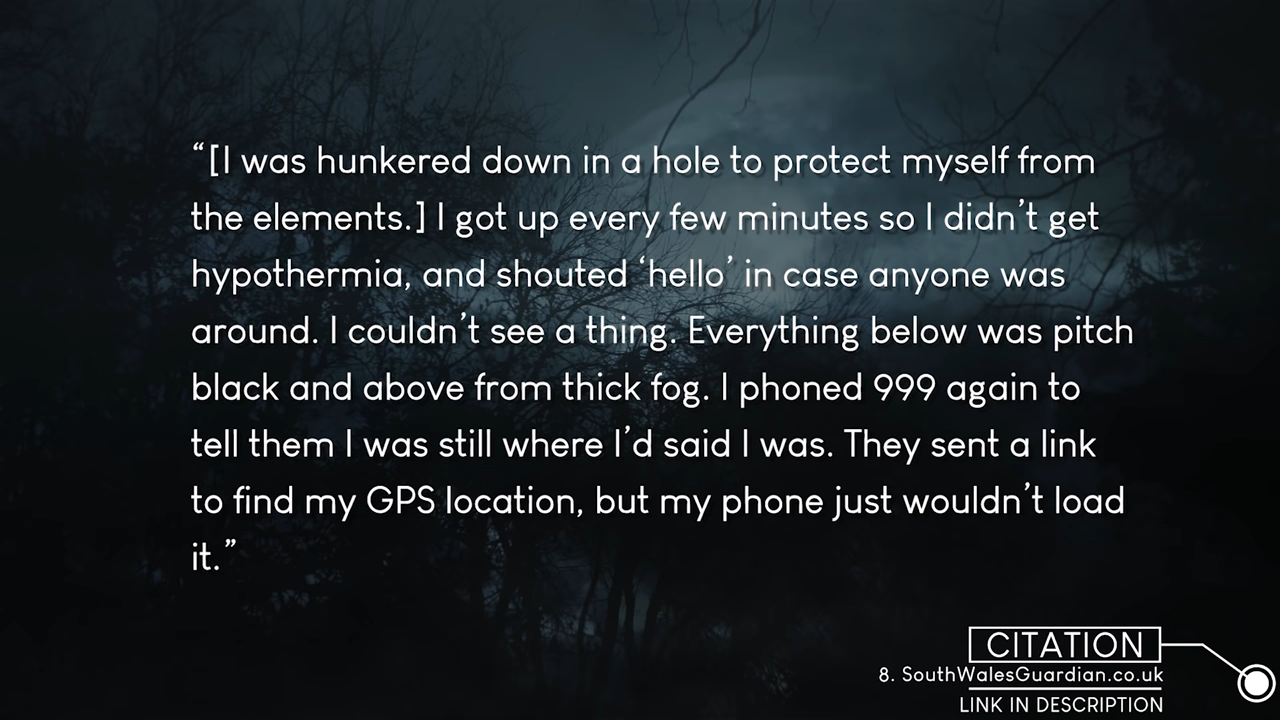 “[I was hunkered down in a hole to protect myself from
the elements.] I got up every few minutes so I didn’t get
hypothermia, and shouted ‘hello’ in case anyone was
around. I couldn’t see a thing. Everything below was pitch
black and above from thick fog. I phoned 999 again to
tell them I was still where I’d said I was. They sent a link
to find my GPS location, but my phone just wouldn’t load
it.”
CITATION
8. SouthWalesGuardian.co.uk
LINK IN DESCRIPTION